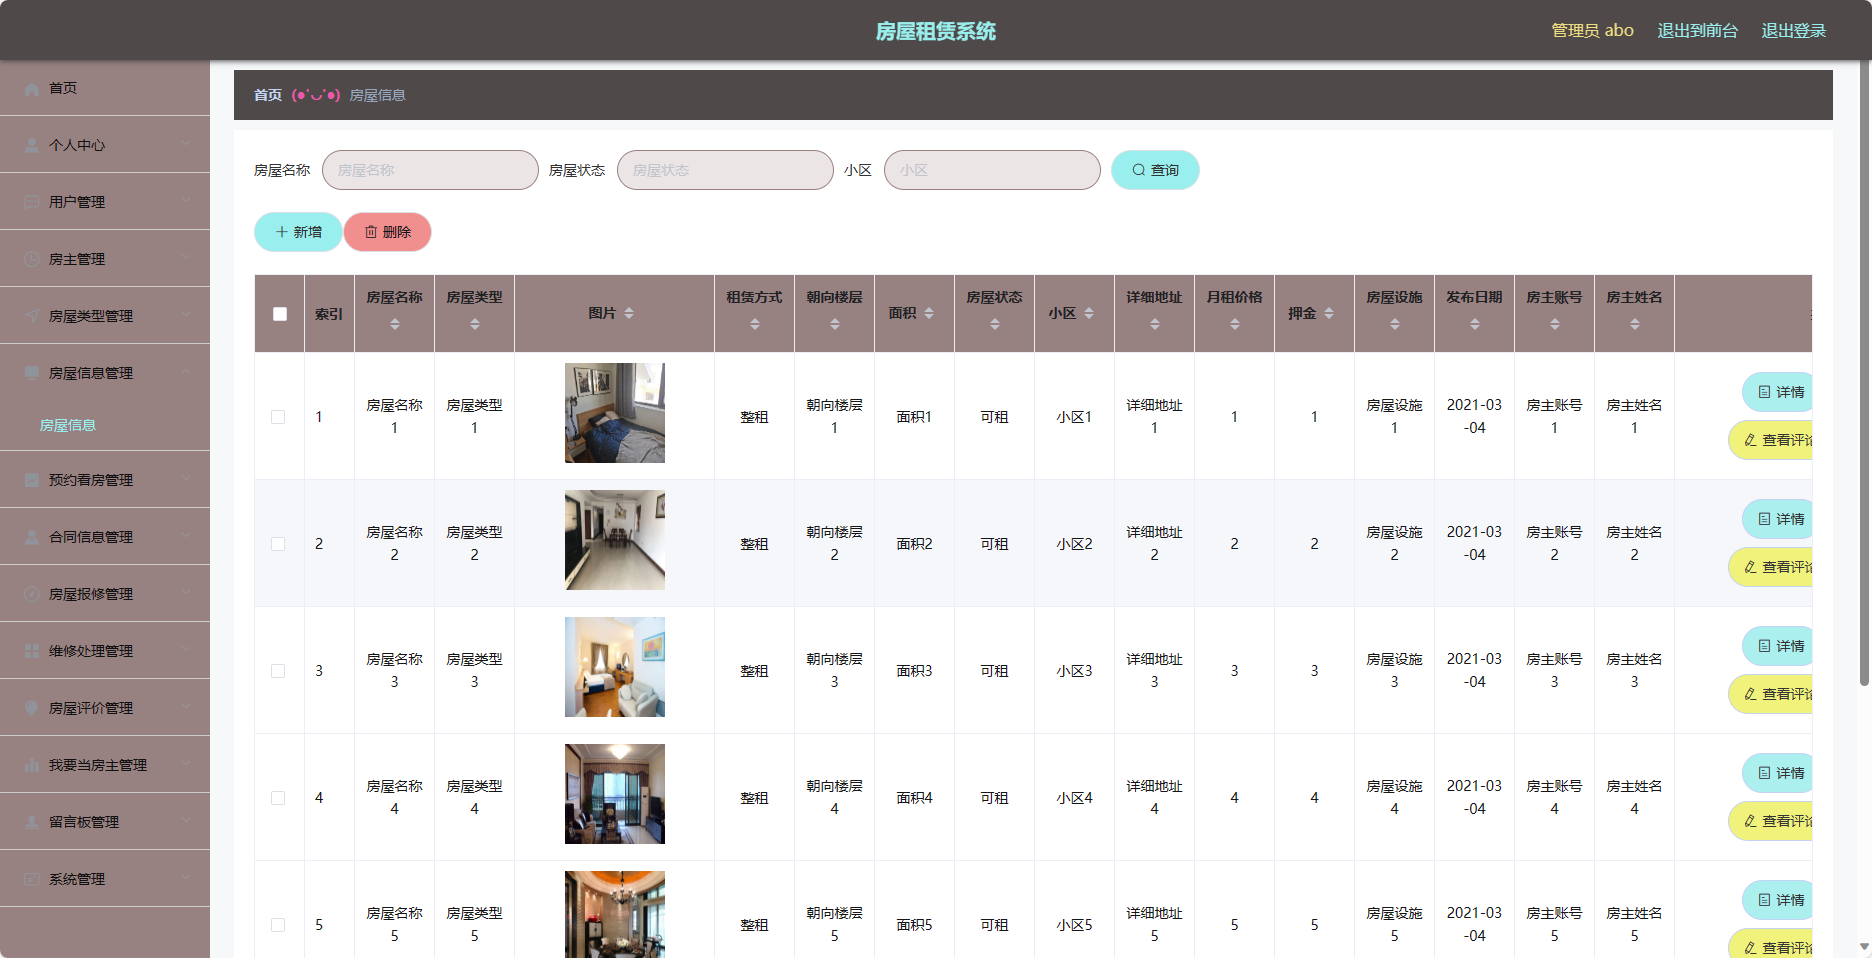 房屋租赁系统
管理员 abo 退出到前台 退出登录
首页
个人中心
用户管理
房主管理
房屋类型管理
房屋信息管理
房屋信息
预约看房管理
合同信息管理
房屋报修管理
维修处理管理
房屋评价管理
我要当房主管理
留言板管理
系统管理
首页 (●'◡'●) 房屋信息
房屋名称 房屋名称 房屋状态 房屋状态 小区 小区 查询
新增 删除
索引 房屋名称 房屋类型 图片 租赁方式 朝向楼层 面积 房屋状态 小区 详细地址 月租价格 押金 房屋设施 发布日期 房主账号 房主姓名
1 房屋名称1 房屋类型1 整租 朝向楼层1 面积1 可租 小区1 详细地址1 1 1 房屋设施1 2021-03-04 房主账号1 房主姓名1 详情
查看评论
2 房屋名称2 房屋类型2 整租 朝向楼层2 面积2 可租 小区2 详细地址2 2 2 房屋设施2 2021-03-04 房主账号2 房主姓名2 详情
查看评论
3 房屋名称3 房屋类型3 整租 朝向楼层3 面积3 可租 小区3 详细地址3 3 3 房屋设施3 2021-03-04 房主账号3 房主姓名3 详情
查看评论
4 房屋名称4 房屋类型4 整租 朝向楼层4 面积4 可租 小区4 详细地址4 4 4 房屋设施4 2021-03-04 房主账号4 房主姓名4 详情
查看评论
5 房屋名称5 房屋类型5 整租 朝向楼层5 面积5 可租 小区5 详细地址5 5 5 房屋设施5 2021-03-04 房主账号5 房主姓名5 详情
查看评论